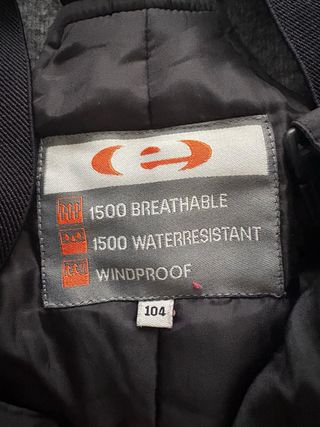 e
1500 BREATHABLE
1500 WATERRESISTANT
WINDPROOF
104